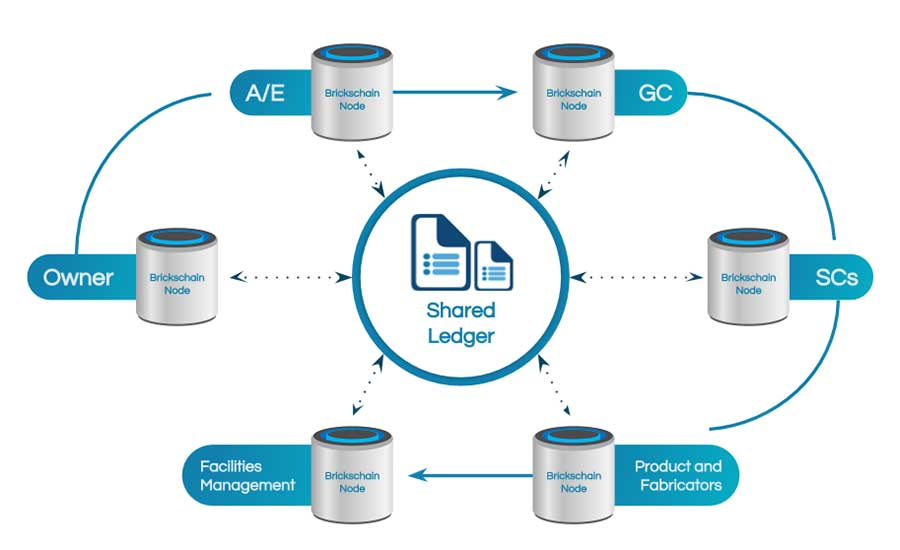 A/E
Brickschain
Node
Brickschain
Node
GC
Owner
Brickschain
Node
Shared
Ledger
Brickschain
Node
SCs
Facilities
Management
Brickschain
Node
Brickschain
Node
Product and
Fabricators